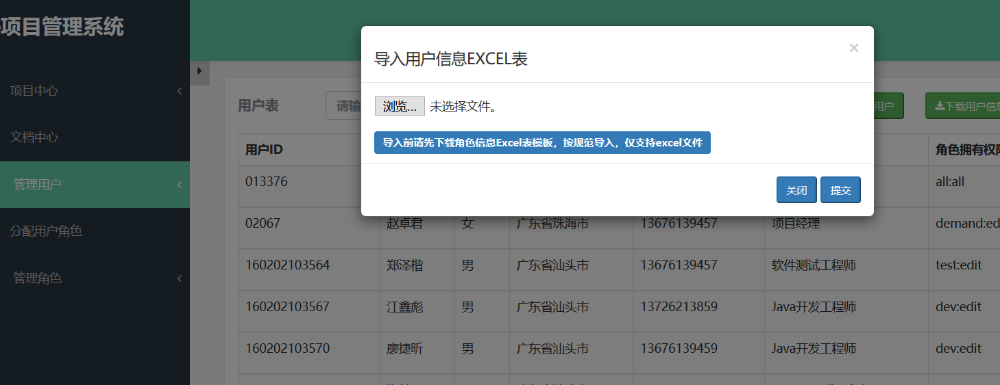 项目管理系统
导入用户信息EXCEL表
×
项目中心
用户表
请输
浏览... 未选择文件。
用户
下载用户信息
文档中心
导入前请先下载角色信息Excel表模板，按规范导入，仅支持excel文件
用户ID
角色拥有权限
管理用户
013376
all:all
关闭 提交
分配用户角色
02067 赵卓君 女 广东省珠海市 13676139457 项目经理 demand:ed
160202103564 郑泽楷 男 广东省汕头市 13676139457 软件测试工程师 test:edit
管理角色
160202103567 江鑫彪 男 广东省汕头市 13726213859 Java开发工程师 dev:edit
160202103570 廖捷昕 男 广东省汕头市 13676139459 Java开发工程师 dev:edit